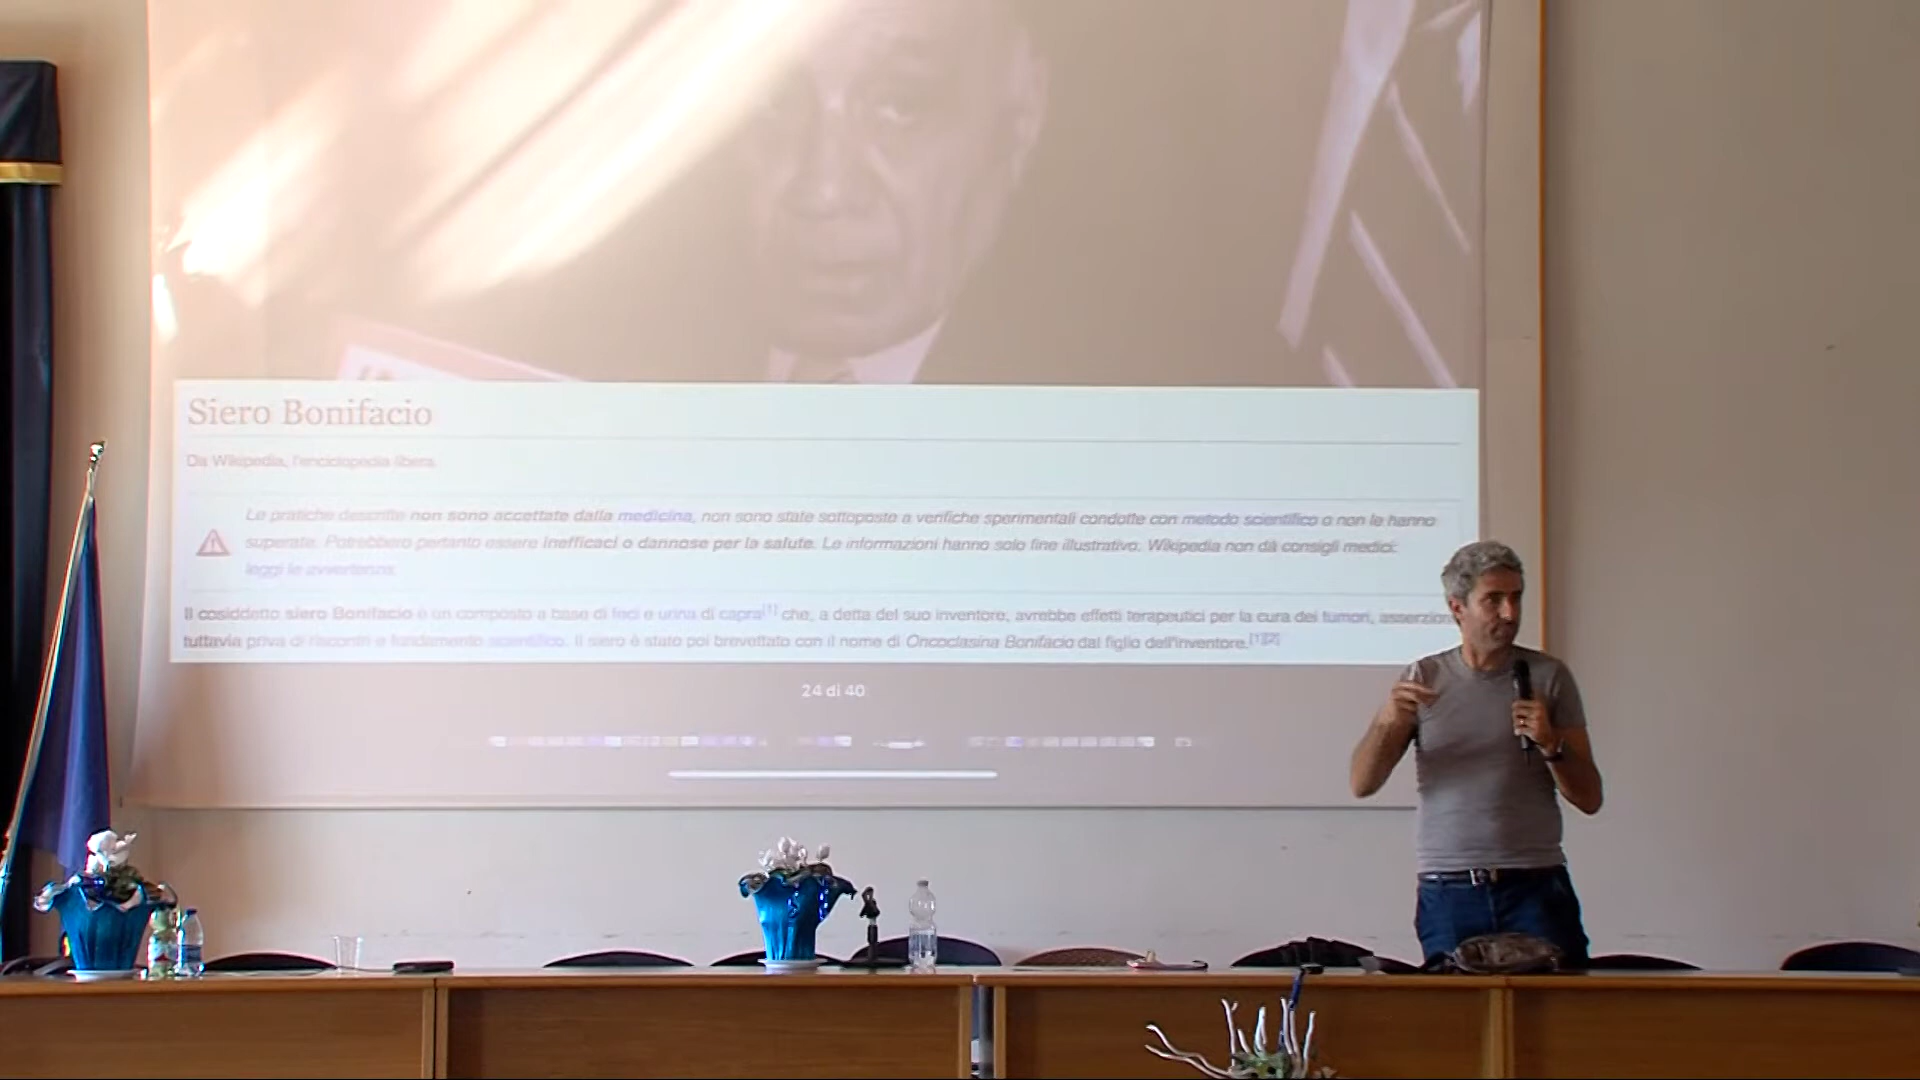 Siero Bonifacio
Da Wikipedia, l'enciclopedia libera.
Le pratiche descritte non sono accettate dalla medicina, non sono state sottoposte a verifiche sperimentali condotte con metodo scientifico o non le hanno
superate. Potrebbero pertanto essere inefficaci o dannose per la salute. Le informazioni hanno solo fine illustrativo. Wikipedia non dà consigli medici:
leggi le avvertenze.
Il cosiddetto siero Bonifacio è un composto a base di feci e urina di capra[1] che, a detta del suo inventore, avrebbe effetti terapeutici per la cura dei tumori,
tuttavia priva di riscontri e fondamento scientifico. Il siero è stato poi brevettato con il nome di Oncoclasina Bonifacio dal figlio dell'inventore.[1][2]
24 di 40